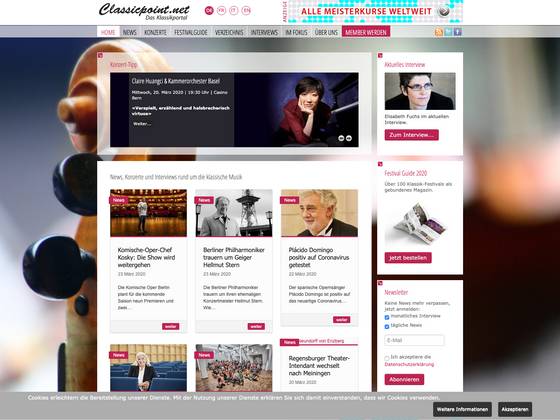 Classicpoint.net
Das Klassikportal
DE FR IT EN
ANZEIGE
ALLE MEISTERKURSE WELTWEIT
HOME NEWS KONZERTE FESTIVALGUIDE VERZEICHNIS INTERVIEWS IM FOKUS ÜBER UNS MEMBER WERDEN
Konzert-Tipp
Claire Huangci & Kammerorchester Basel
Mittwoch, 20. März 2020 | 19:30 Uhr | Casino
Bern
«Verspielt, erzählend und halsbrecherisch
virtuos»
Weiter...
Aktuelles Interview
Elisabeth Fuchs im aktuellen
Interview.
Zum Interview...
News, Konzerte und Interviews rund um die klassische Musik
News
Komische-Oper-Chef
Kosky: Die Show wird
weitergehen
23 März 2020
Die Komische Oper Berlin
plant für die kommende
Saison neun Premieren und
zwei...
weiter
News
Berliner Philharmoniker
trauern um Geiger
Hellmut Stern
22 März 2020
Die Berliner Philharmoniker
trauern um ihren ehemaligen
Konzertmeister Hellmut Stern.
Wie...
weiter
News
Plácido Domingo
positiv auf Coronavirus
getestet
22 März 2020
Der spanische Opernsänger
Plácido Domingo ist positiv auf
das neuartige Coronavirus...
weiter
Festival Guide 2020
Über 100 Klassik-Festivals als
gebundenes Magazin.
jetzt bestellen
Newsletter
Keine News mehr verpassen,
jetzt anmelden:
monatliches Interview
tägliche News
E-Mail
Ich akzeptiere die
Datenschutzerklärung
Abonnieren
News
News
News
Regensburger Theater-
Intendant wechselt
nach Meiningen
20 März 2020
Cookies erleichtern die Bereitstellung unserer Dienste. Mit der Nutzung unserer Dienste erklären Sie sich damit einverstanden, dass wir Cookies verwenden.
Weitere Informationen
Akzeptieren